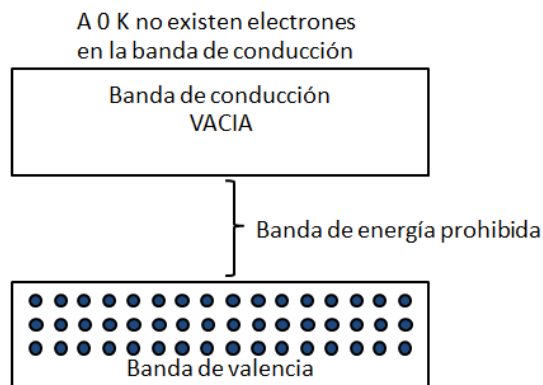 A 0 K no existen electrones
en la banda de conducción
Banda de conducción
VACIA
Banda de energía prohibida
Banda de valencia